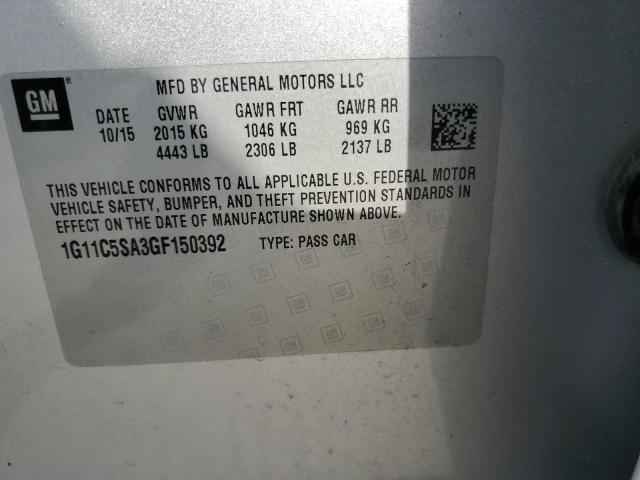 GM ®
MFD BY GENERAL MOTORS LLC
DATE GVWR GAWR FRT GAWR RR
10/15 2015 KG 1046 KG 969 KG
4443 LB 2306 LB 2137 LB
THIS VEHICLE CONFORMS TO ALL APPLICABLE U.S. FEDERAL MOTOR
VEHICLE SAFETY, BUMPER, AND THEFT PREVENTION STANDARDS IN
EFFECT ON THE DATE OF MANUFACTURE SHOWN ABOVE.
1G11C5SA3GF150392 TYPE: PASS CAR